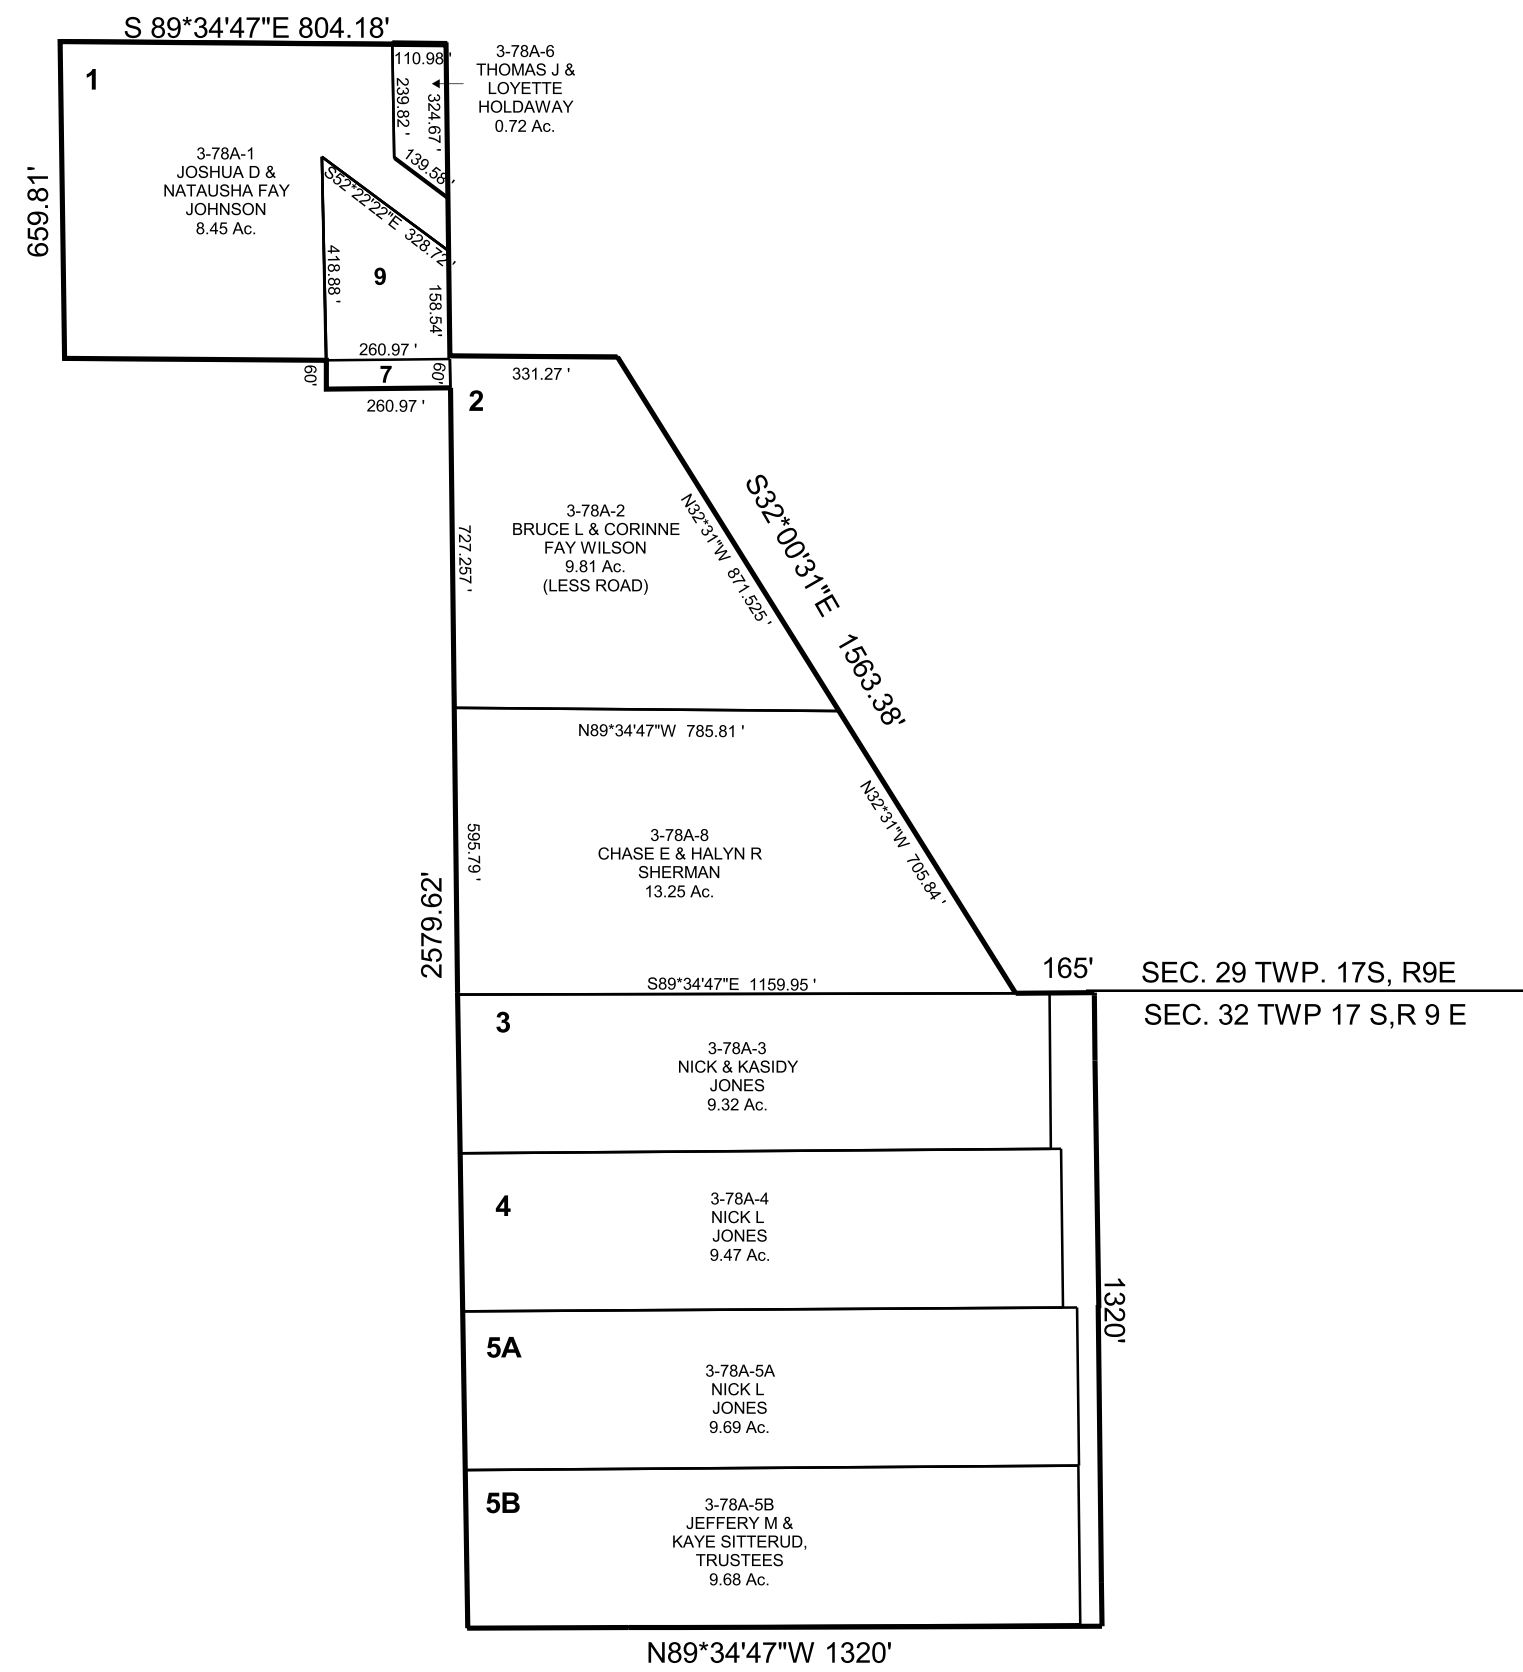 S 89*34'47"E 804.18'
1
110.98 '
239.82 '
324.67 '
139.58 '
3-78A-6
THOMAS J &
LOYETTE
HOLDAWAY
0.72 Ac.
3-78A-1
JOSHUA D &
NATAUSHA FAY
JOHNSON
8.45 Ac.
659.81'
S52*22'22"E 328.72 '
418.88 '
9
158.54'
260.97 '
60'
7
60'
260.97 '
331.27 '
2
3-78A-2
BRUCE L & CORINNE
FAY WILSON
9.81 Ac.
(LESS ROAD)
727.257 '
N32*31"W 871.525 '
S32*00'31"E 1563.38'
N89*34'47"W 785.81 '
3-78A-8
CHASE E & HALYN R
SHERMAN
13.25 Ac.
595.79 '
N32*31"W 705.84 '
2579.62'
S89*34'47"E 1159.95 '
165'
SEC. 29 TWP. 17S, R9E
SEC. 32 TWP 17 S,R 9 E
3
3-78A-3
NICK & KASIDY
JONES
9.32 Ac.
4
3-78A-4
NICK L
JONES
9.47 Ac.
1320'
5A
3-78A-5A
NICK L
JONES
9.69 Ac.
5B
3-78A-5B
JEFFERY M &
KAYE SITTERUD,
TRUSTEES
9.68 Ac.
N89*34'47"W 1320'